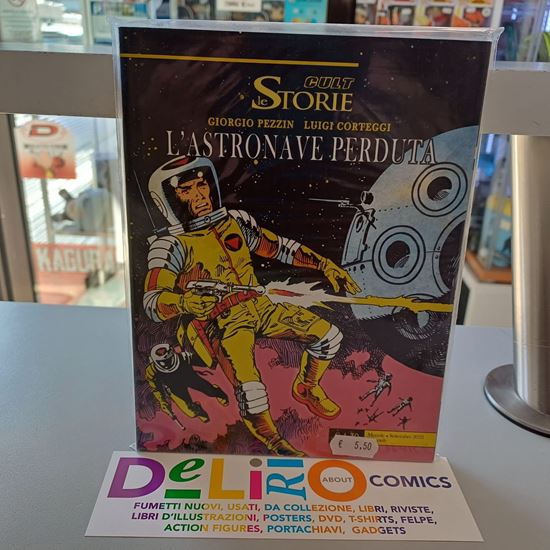 CULT
le STORIE
GIORGIO PEZZIN LUIGI CORTEGGI
L'ASTRONAVE PERDUTA
KAGURA
€ 5,50
DELIRIO ABOUT COMICS
FUMETTI NUOVI, USATI, DA COLLEZIONE, LIBRI, RIVISTE,
LIBRI D'ILLUSTRAZIONI, POSTERS, DVD, T-SHIRTS, FELPE,
ACTION FIGURES, PORTACHIAVI, GADGETS